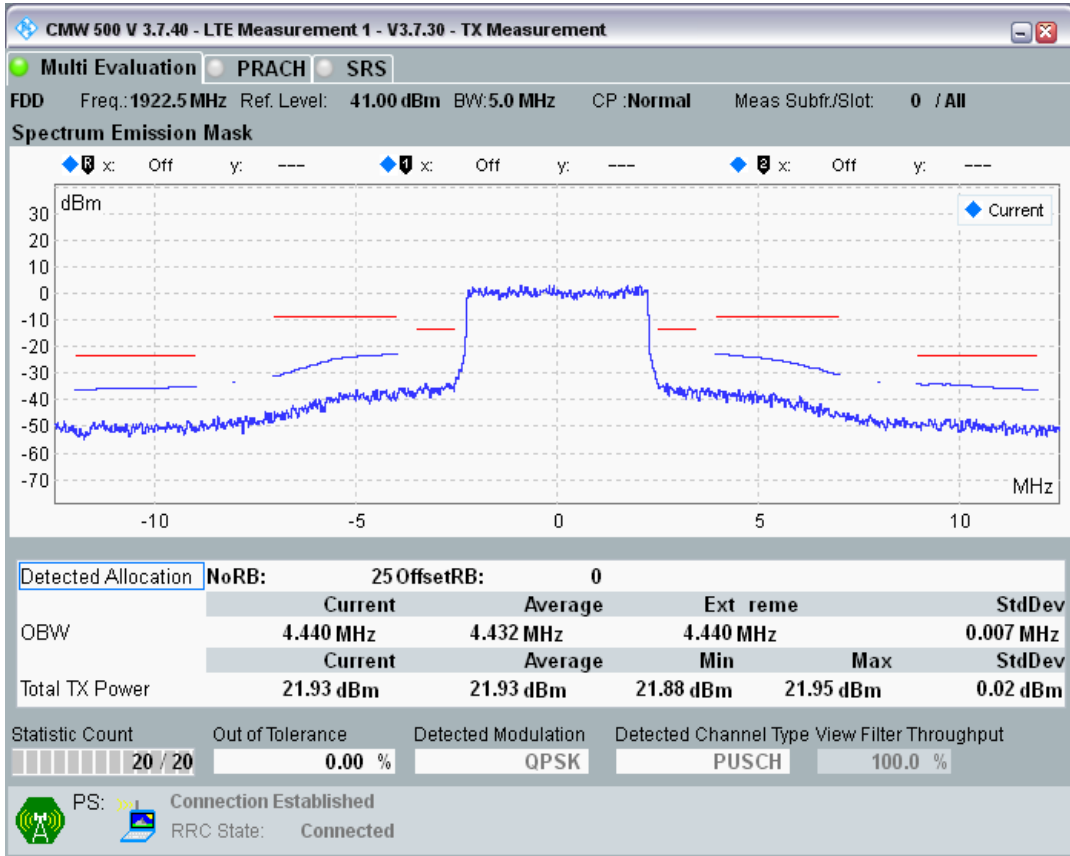 CMW 500 V 3.7.40 - LTE Measurement 1 - V3.7.30 - TX Measurement
Multi Evaluation PRACH SRS
FDD Freq.: 1922.5 MHz Ref. Level: 41.00 dBm BW: 5.0 MHz CP : Normal Meas Subfr./Slot: 0 / All
Spectrum Emission Mask
R x: Off y: --- 1 x: Off y: --- 2 x: Off y: ---
dBm
Current
30
20
10
0
-10
-20
-30
-40
-50
-60
-70
MHz
-10 -5 0 5 10
Detected Allocation NoRB: 25 OffsetRB: 0
Current Average Ext reme StdDev
OBW 4.440 MHz 4.432 MHz 4.440 MHz 0.007 MHz
Current Average Min Max StdDev
Total TX Power 21.93 dBm 21.93 dBm 21.88 dBm 21.95 dBm 0.02 dBm
Statistic Count Out of Tolerance Detected Modulation Detected Channel Type View Filter Throughput
20 / 20 0.00 % QPSK PUSCH 100.0 %
PS: Connection Established
RRC State: Connected